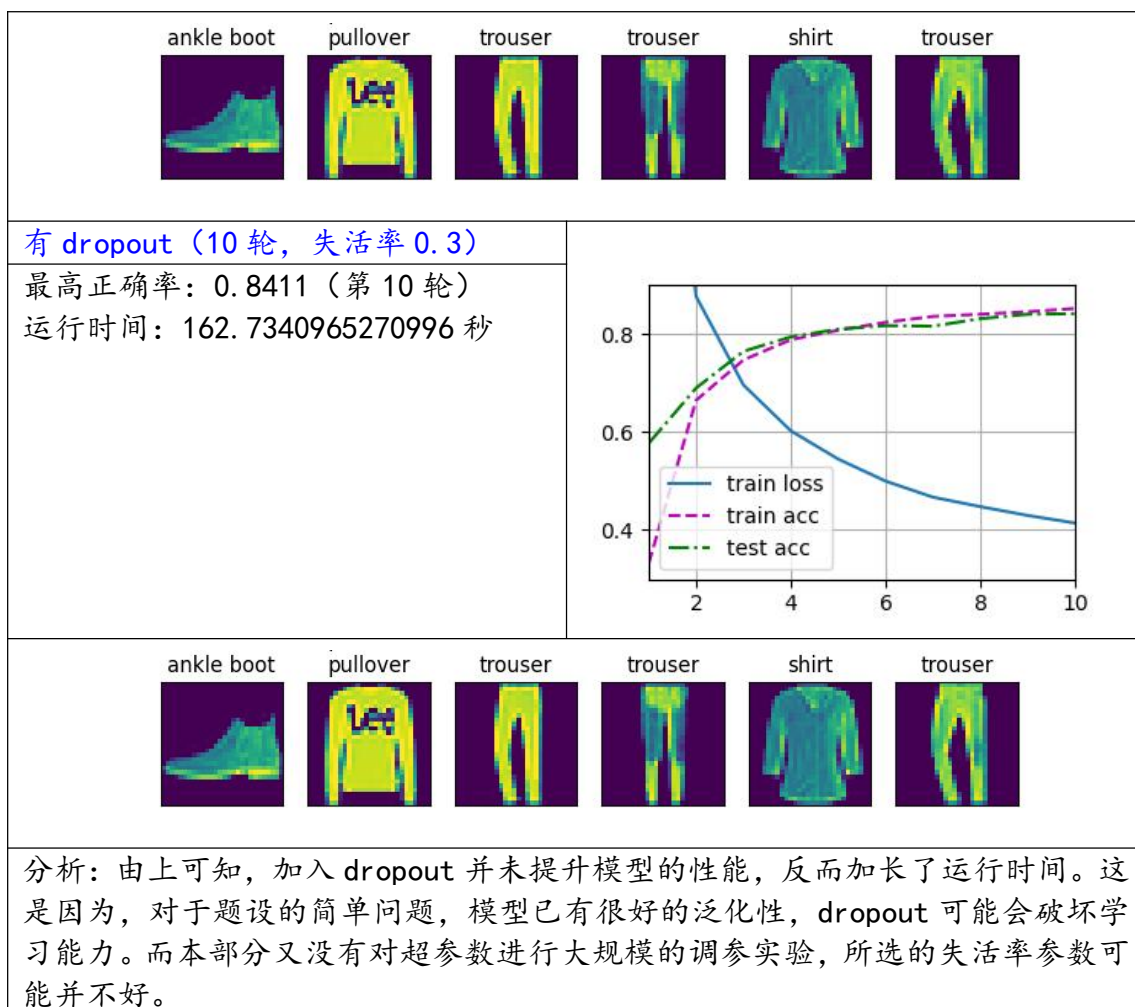 ankle boot pullover trouser trouser shirt trouser
Lee
有 dropout（10 轮，失活率 0.3）
最高正确率：0.8411（第 10 轮）
运行时间：162.7340965270996 秒
0.8
0.6
0.4
train loss
train acc
test acc
2 4 6 8 10
ankle boot pullover trouser trouser shirt trouser
Lee
分析：由上可知，加入 dropout 并未提升模型的性能，反而加长了运行时间。这
是因为，对于题设的简单问题，模型已有很好的泛化性，dropout 可能会破坏学
习能力。而本部分又没有对超参数进行大规模的调参实验，所选的失活率参数可
能并不好。